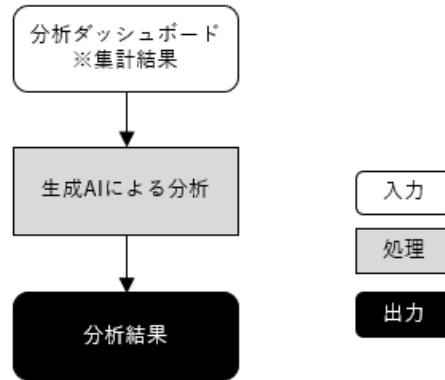 分析ダッシュボード
※集計結果
生成AIによる分析
分析結果
入力
処理
出力